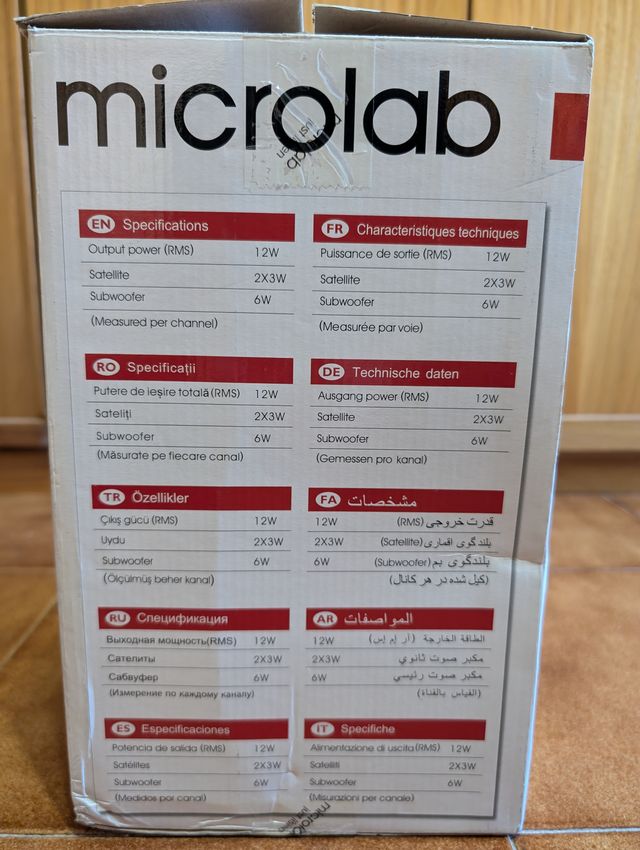 microlab
EN Specifications
Output power (RMS) 12W
Satellite 2X3W
Subwoofer 6W
(Measured per channel)
FR Characteristiques techniques
Puissance de sortie (RMS) 12W
Satellite 2X3W
Subwoofer 6W
(Measurée par voie)
RO Specificații
Putere de ieșire totală (RMS) 12W
Sateliți 2X3W
Subwoofer 6W
(Măsurate pe fiecare canal)
DE Technische daten
Ausgang power (RMS) 12W
Satellite 2X3W
Subwoofer 6W
(Gemessen pro kanal)
TR Özellikler
Çıkış gücü (RMS) 12W
Uydu 2X3W
Subwoofer 6W
(Ölçülmüş beher kanal)
FA مشخصات
قدرت خروجی (RMS) 12W
بلندگوی اقماری (Satellite) 2X3W
بلندگوی بم (Subwoofer) 6W
(کیل شده در هر کانال)
RU Спецификация
Выходная мощность(RMS) 12W
Сателиты 2X3W
Сабвуфер 6W
(Измерение по каждому каналу)
AR المواصفات
الطاقة الخارجة (آر إم إس) 12W
مكبر صوت ثانوي 2X3W
مكبر صوت رئيسي 6W
(القياس بالقناة)
ES Especificaciones
Potencia de salida (RMS) 12W
Satélites 2X3W
Subwoofer 6W
(Medidos por canal)
IT Specifiche
Alimentazione di uscita(RMS) 12W
Satelliti 2X3W
Subwoofer 6W
(Misurazioni per canale)